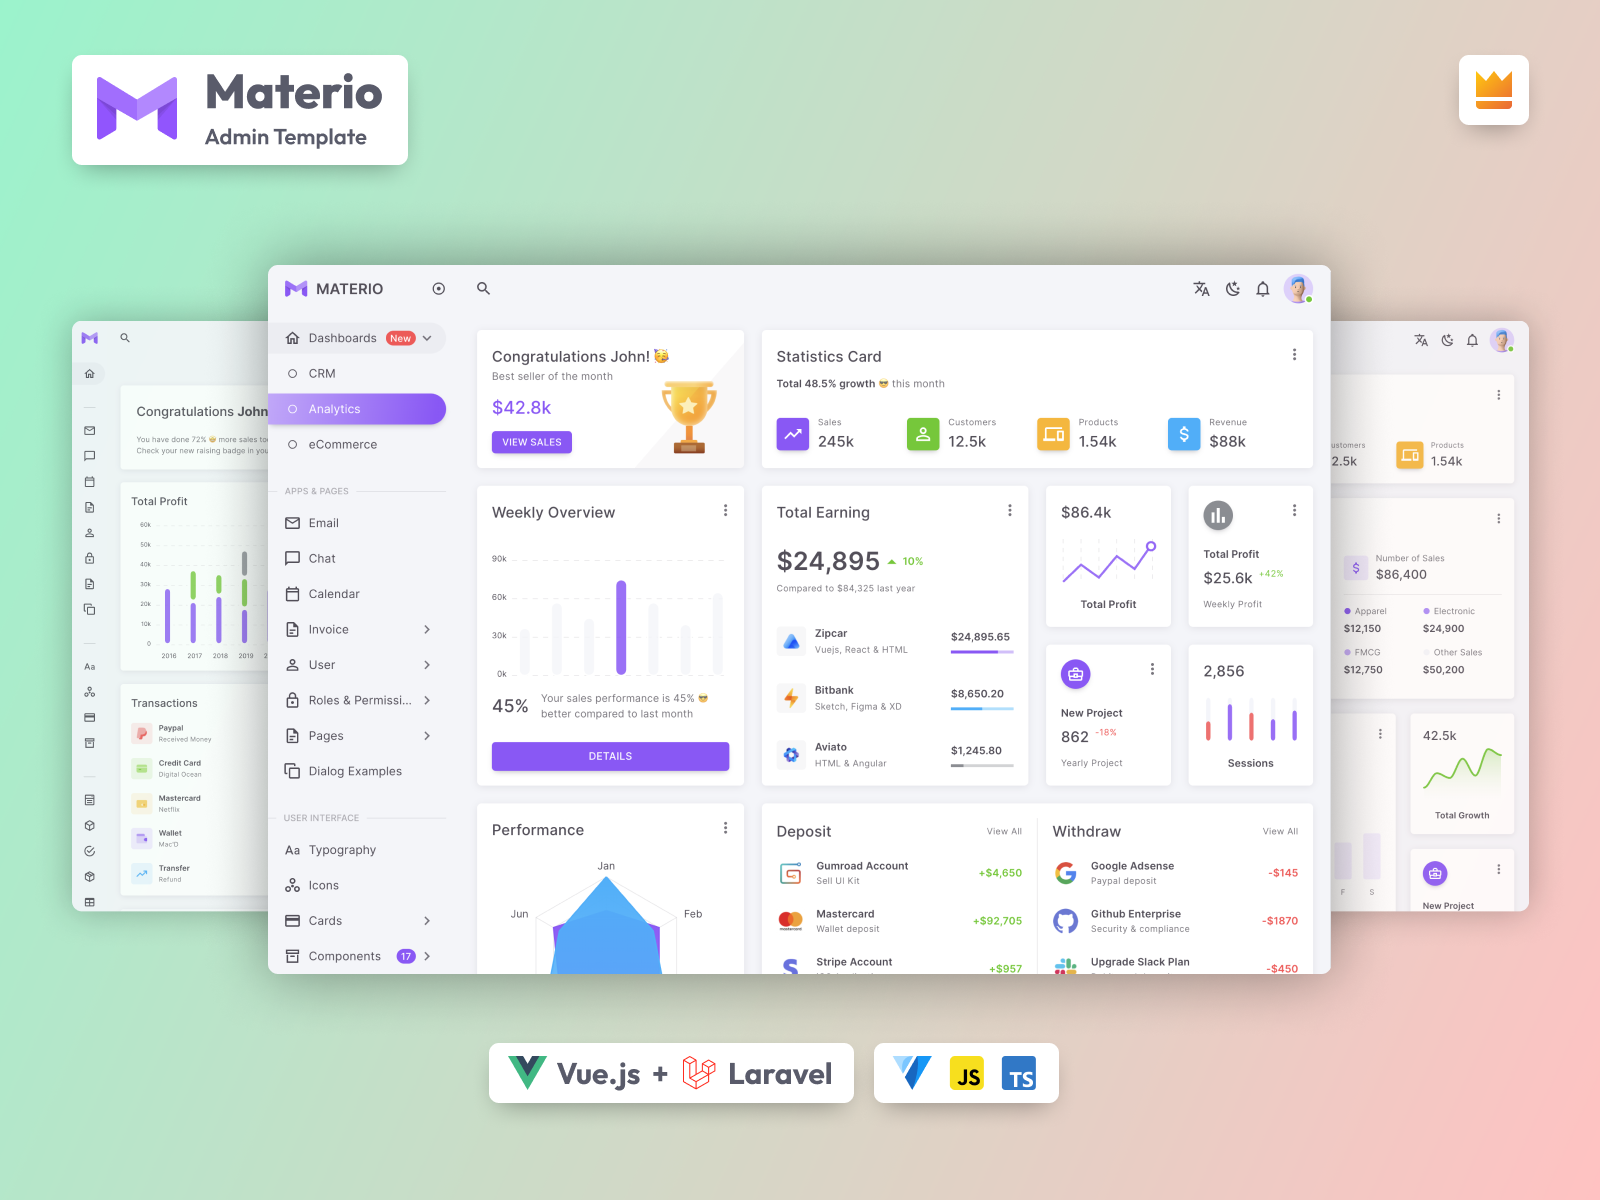 Materio
Admin Template
MATERIO
Dashboards New
CRM
Analytics
eCommerce
APPS & PAGES
Email
Chat
Calendar
Invoice
User
Roles & Permissi...
Pages
Dialog Examples
USER INTERFACE
Aa Typography
Icons
Cards
Components 17
Congratulations John! 🥳
Best seller of the month
$42.8k
VIEW SALES
Statistics Card
Total 48.5% growth 😎 this month
Sales
245k
Customers
12.5k
Products
1.54k
Revenue
$88k
Weekly Overview
90k
60k
30k
0k
45%
Your sales performance is 45% 😎
better compared to last month
DETAILS
Total Earning
$24,895 10%
Compared to $84,325 last year
Zipcar
Vuejs, React & HTML
$24,895.65
Bitbank
Sketch, Figma & XD
$8,650.20
Aviato
HTML & Angular
$1,245.80
$86.4k
Total Profit
Total Profit
$25.6k +42%
Weekly Profit
New Project
862 -18%
Yearly Project
2,856
Sessions
Performance
Jan
Jun
Feb
Deposit
View All
Gumroad Account
Sell UI Kit
+$4,650
Mastercard
Wallet deposit
+$92,705
Stripe Account
+$957
Withdraw
View All
Google Adsense
Paypal deposit
-$145
Github Enterprise
Security & compliance
-$1870
Upgrade Slack Plan
-$450
Congratulations John
You have done 72% 🤩 more sales to
Check your new raising badge in you
Total Profit
60k
50k
40k
30k
20k
10k
0
2016 2017 2018 2019 2
Transactions
Paypal
Received Money
Credit Card
Digital Ocean
Mastercard
Netflix
Wallet
Mac'D
Transfer
Refund
Aa
ustomers
2.5k
Products
1.54k
Number of Sales
$86,400
Apparel
$12,150
Electronic
$24,900
FMCG
$12,750
Other Sales
$50,200
F S
42.5k
Total Growth
New Project
Vue.js + Laravel
JS
TS